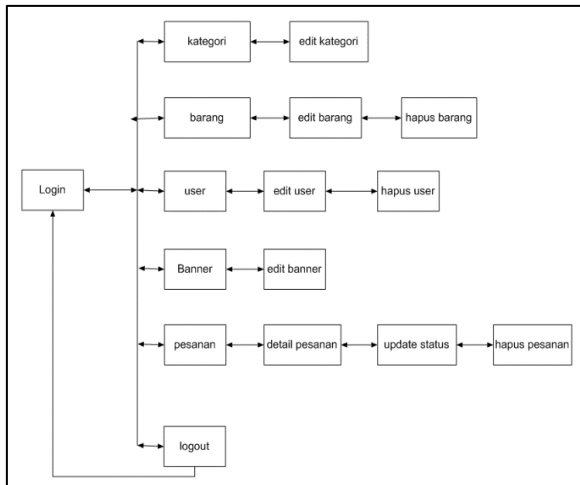 kategori
edit kategori
barang
edit barang
hapus barang
Login
user
edit user
hapus user
Banner
edit banner
pesanan
detail pesanan
update status
hapus pesanan
logout